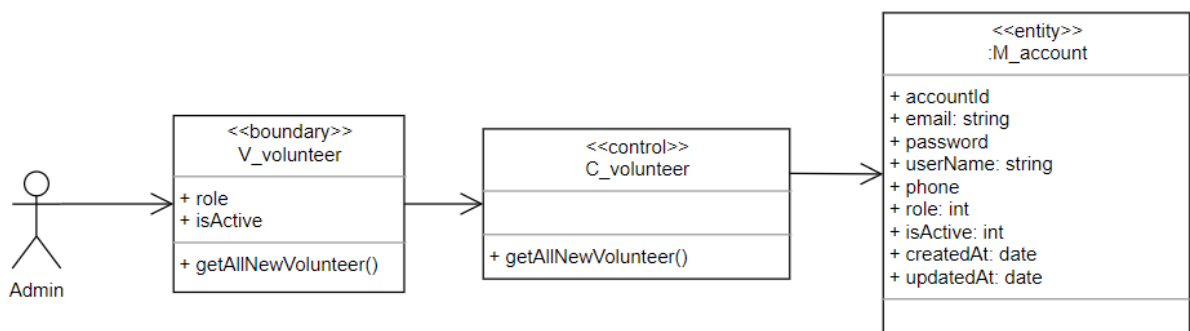 Admin
<<boundary>>
V_volunteer
+ role
+ isActive
+ getAllNewVolunteer()
<<control>>
C_volunteer
+ getAllNewVolunteer()
<<entity>>
:M_account
+ accountId
+ email: string
+ password
+ userName: string
+ phone
+ role: int
+ isActive: int
+ createdAt: date
+ updatedAt: date